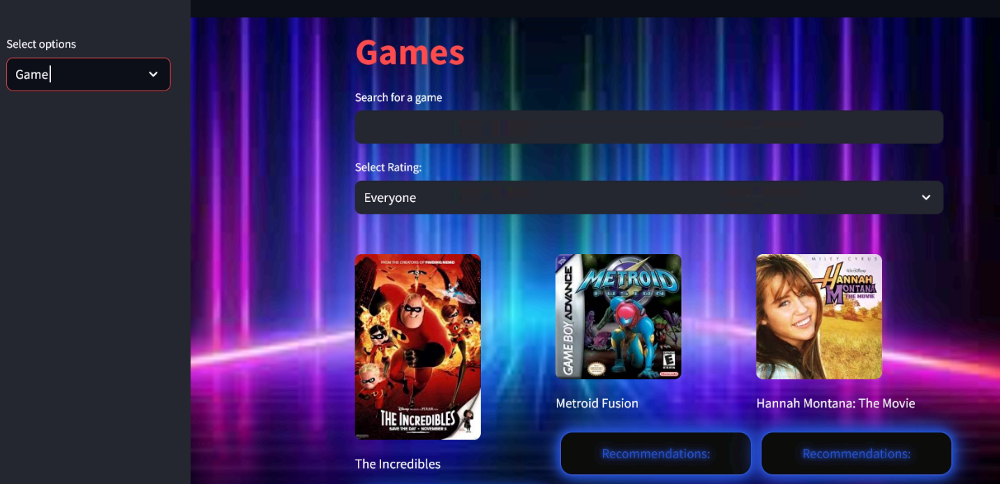 Select options
Game
Games
Search for a game
Select Rating:
Everyone
FROM THE CREATORS OF FINDING NEMO
THE INCREDIBLES
SAVE THE DAY • NOVEMBER 5
The Incredibles
GAME BOY ADVANCE
METROID
FUSION
E
Nintendo
Metroid Fusion
MILEY CYRUS
HANNAH
MONTANA
THE MOVIE
Hannah Montana: The Movie
Recommendations:
Recommendations: